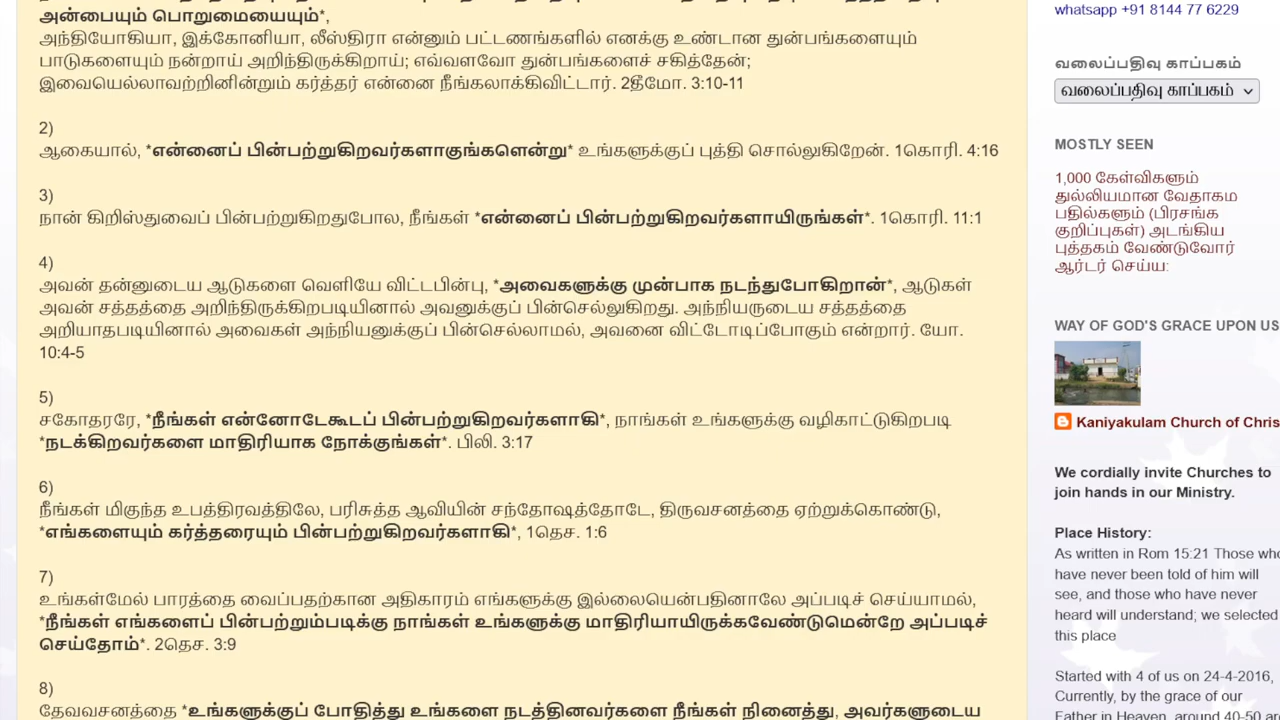 அன்பையும் பொறுமையையும்*,
அந்தியோகியா, இக்கோனியா, லீஸ்திரா என்னும் பட்டணங்களில் எனக்கு உண்டான துன்பங்களையும்
பாடுகளையும் நன்றாய் அறிந்திருக்கிறாய்; எவ்வளவோ துன்பங்களைச் சகித்தேன்;
இவையெல்லாவற்றினின்றும் கர்த்தர் என்னை நீங்கலாக்கிவிட்டார். 2தீமோ. 3:10-11
2)
ஆகையால், *என்னைப் பின்பற்றுகிறவர்களாகுங்களென்று* உங்களுக்குப் புத்தி சொல்லுகிறேன். 1கொரி. 4:16
3)
நான் கிறிஸ்துவைப் பின்பற்றுகிறதுபோல, நீங்கள் *என்னைப் பின்பற்றுகிறவர்களாயிருங்கள்*. 1கொரி. 11:1
4)
அவன் தன்னுடைய ஆடுகளை வெளியே விட்டபின்பு, *அவைகளுக்கு முன்பாக நடந்துபோகிறான்*, ஆடுகள்
அவன் சத்தத்தை அறிந்திருக்கிறபடியினால் அவனுக்குப் பின்செல்லுகிறது. அந்நியருடைய சத்தத்தை
அறியாதபடியினால் அவைகள் அந்நியனுக்குப் பின்செல்லாமல், அவனை விட்டோடிப்போகும் என்றார். யோ.
10:4-5
5)
சகோதரரே, *நீங்கள் என்னோடேகூடப் பின்பற்றுகிறவர்களாகி*, நாங்கள் உங்களுக்கு வழிகாட்டுகிறபடி
*நடக்கிறவர்களை மாதிரியாக நோக்குங்கள்*. பிலி. 3:17
6)
நீங்கள் மிகுந்த உபத்திரவத்திலே, பரிசுத்த ஆவியின் சந்தோஷத்தோடே, திருவசனத்தை ஏற்றுக்கொண்டு,
*எங்களையும் கர்த்தரையும் பின்பற்றுகிறவர்களாகி*, 1தெச. 1:6
7)
உங்கள்மேல் பாரத்தை வைப்பதற்கான அதிகாரம் எங்களுக்கு இல்லையென்பதினாலே அப்படிச் செய்யாமல்,
*நீங்கள் எங்களைப் பின்பற்றும்படிக்கு நாங்கள் உங்களுக்கு மாதிரியாயிருக்கவேண்டுமென்றே அப்படிச்
செய்தோம்*. 2தெச. 3:9
8)
தேவவசனத்தை *உங்களுக்குப் போதித்து உங்களை நடத்தினவர்களை நீங்கள் நினைத்து, அவர்களுடைய
whatsapp +91 8144 77 6229
வலைப்பதிவு காப்பகம்
வலைப்பதிவு காப்பகம்
MOSTLY SEEN
1,000 கேள்விகளும்
துல்லியமான வேதாகம
பதில்களும் (பிரசங்க
குறிப்புகள்) அடங்கிய
புத்தகம் வேண்டுவோர்
ஆர்டர் செய்ய:
WAY OF GOD'S GRACE UPON US
Kaniyakulam Church of Chris
We cordially invite Churches to
join hands in our Ministry.
Place History:
As written in Rom 15:21 Those who
have never been told of him will
see, and those who have never
heard will understand; we selected
this place
Started with 4 of us on 24-4-2016,
Currently, by the grace of our
Father in Heaven, around 40-50 ad